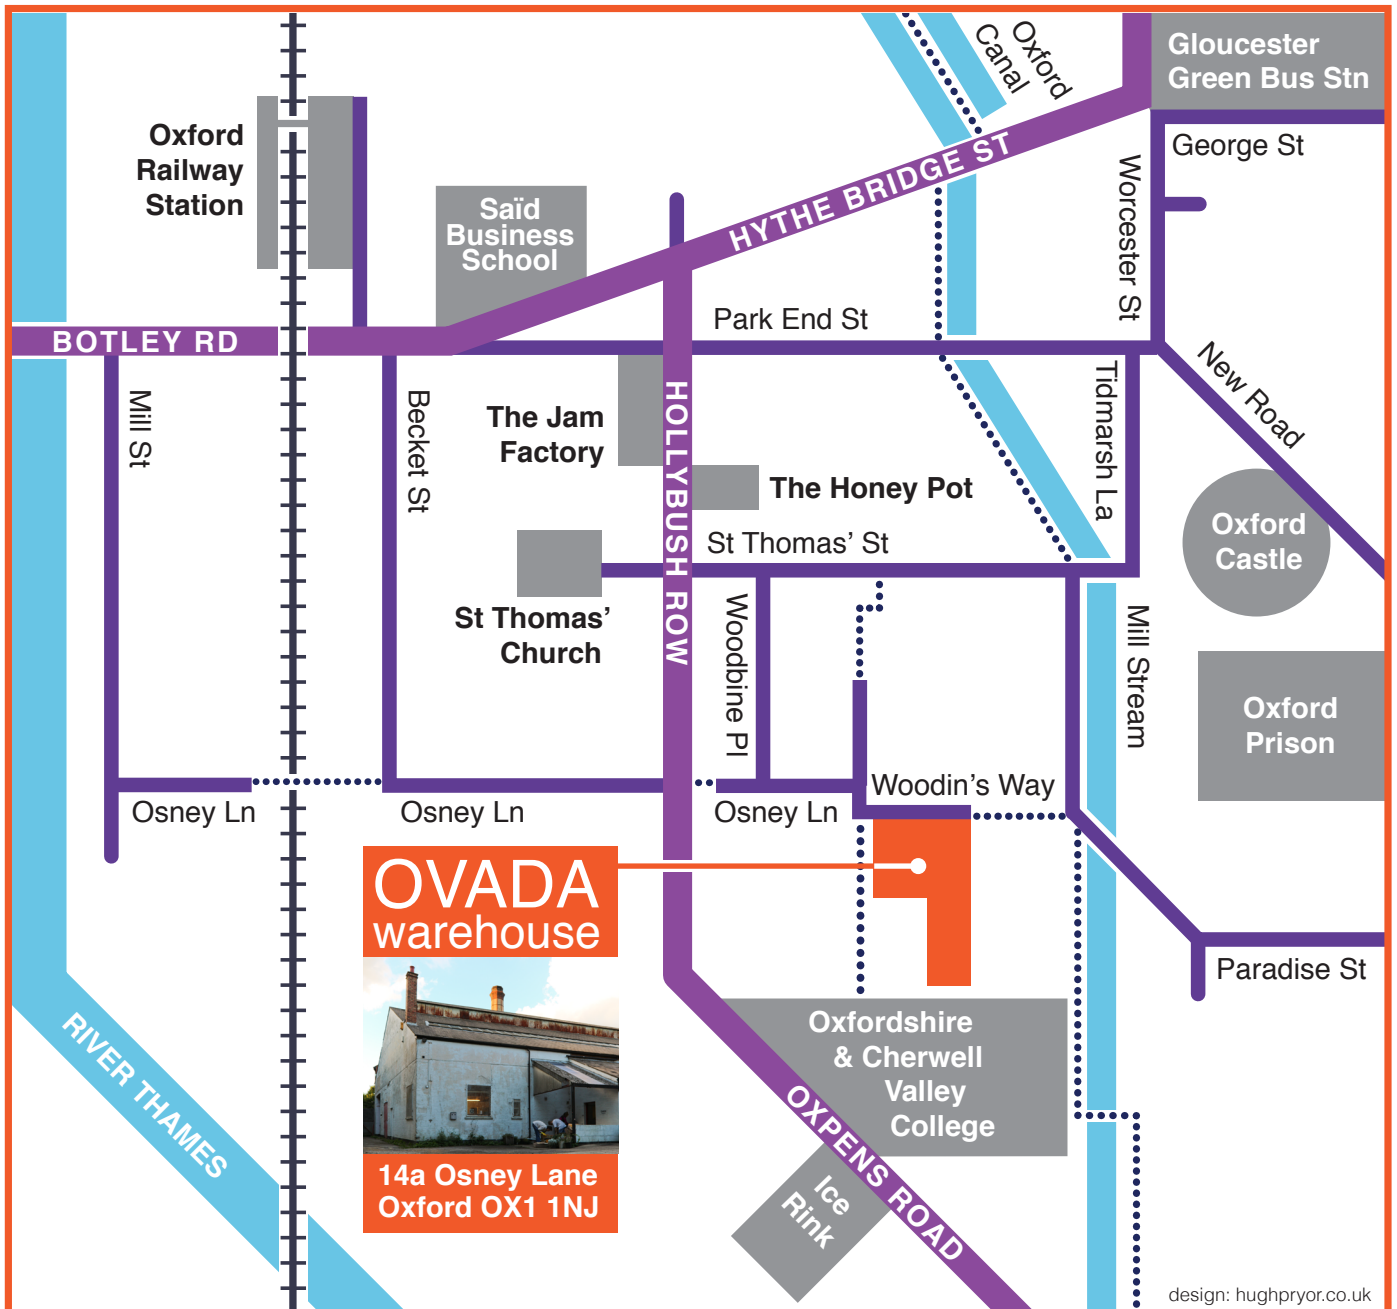 Oxford
Canal
Gloucester
Green Bus Stn
Oxford
Railway
Station
George St
Worcester St
HYTHE BRIDGE ST
Saïd
Business
School
Park End St
BOTLEY RD
New Road
Mill St
Becket St
The Jam
Factory
HOLLYBUSH ROW
Tidmarsh La
The Honey Pot
Oxford
Castle
St Thomas’ St
St Thomas’
Church
Woodbine Pl
Mill Stream
Oxford
Prison
Woodin’s Way
Osney Ln
Osney Ln
Osney Ln
OVADA
warehouse
Paradise St
RIVER THAMES
Oxfordshire
& Cherwell
Valley
College
OXPENS ROAD
14a Osney Lane
Oxford OX1 1NJ
Ice
Rink
design: hughpryor.co.uk